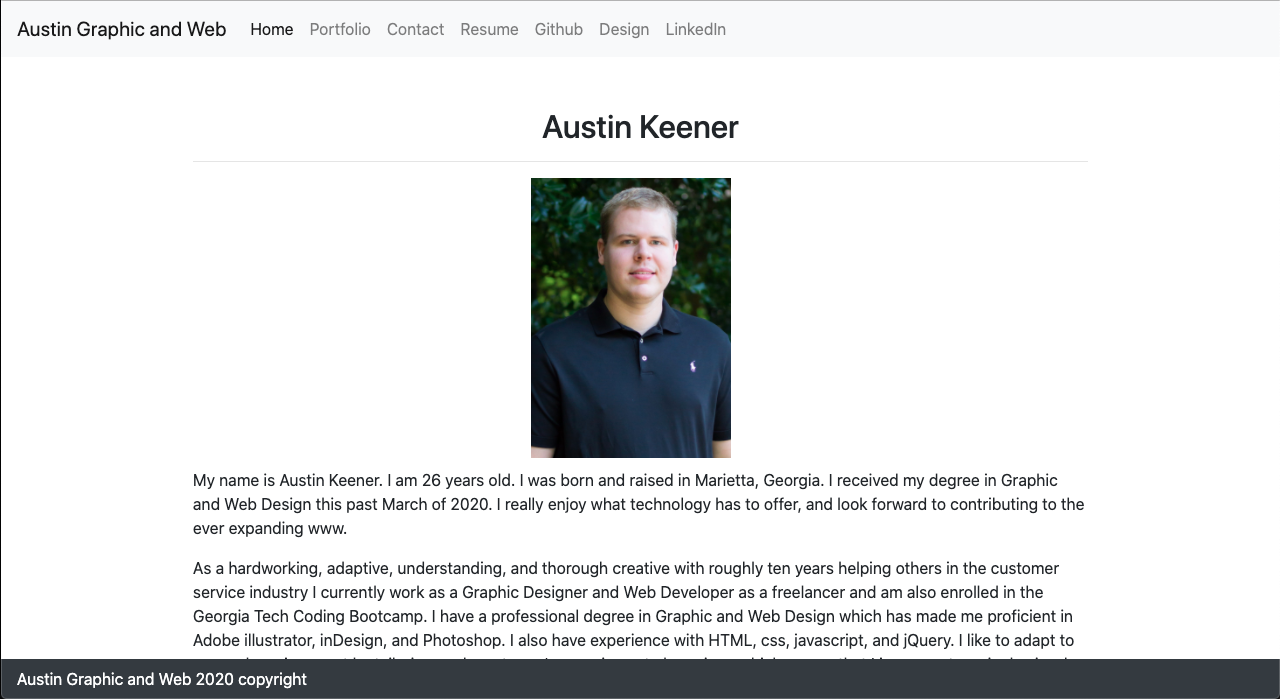 Austin Graphic and Web Home Portfolio Contact Resume Github Design LinkedIn
Austin Keener
My name is Austin Keener. I am 26 years old. I was born and raised in Marietta, Georgia. I received my degree in Graphic
and Web Design this past March of 2020. I really enjoy what technology has to offer, and look forward to contributing to the
ever expanding www.
As a hardworking, adaptive, understanding, and thorough creative with roughly ten years helping others in the customer
service industry I currently work as a Graphic Designer and Web Developer as a freelancer and am also enrolled in the
Georgia Tech Coding Bootcamp. I have a professional degree in Graphic and Web Design which has made me proficient in
Adobe illustrator, inDesign, and Photoshop. I also have experience with HTML, css, javascript, and jQuery. I like to adapt to
Austin Graphic and Web 2020 copyright